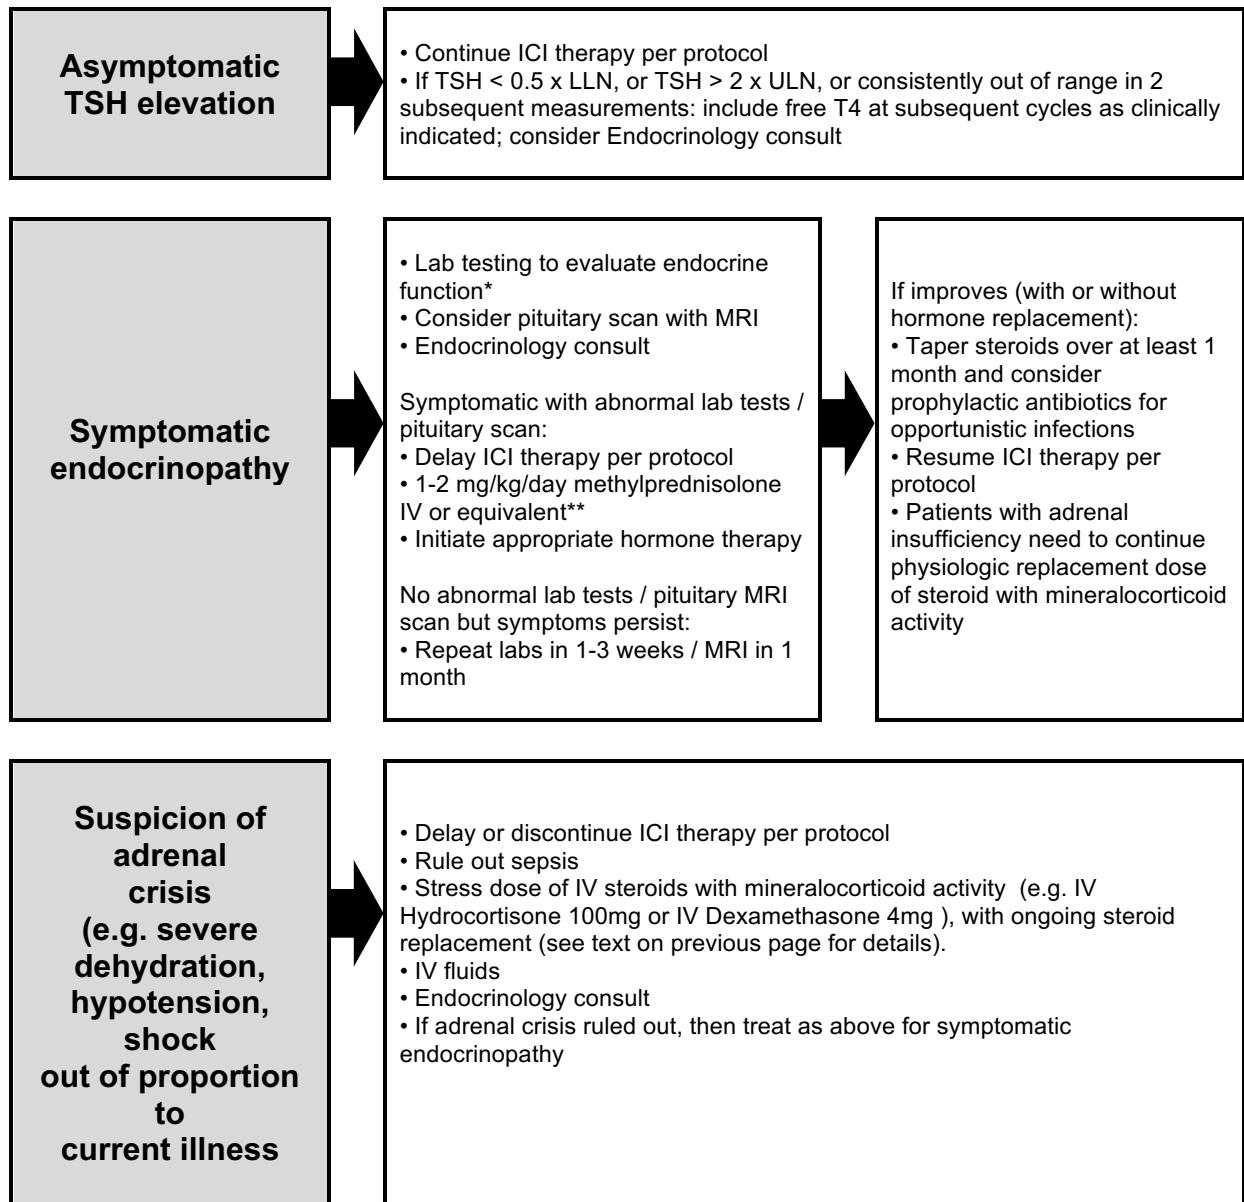 Asymptomatic
TSH elevation
• Continue ICI therapy per protocol
• If TSH < 0.5 x LLN, or TSH > 2 x ULN, or consistently out of range in 2
subsequent measurements: include free T4 at subsequent cycles as clinically
indicated; consider Endocrinology consult
Symptomatic
endocrinopathy
• Lab testing to evaluate endocrine
function*
• Consider pituitary scan with MRI
• Endocrinology consult
Symptomatic with abnormal lab tests /
pituitary scan:
• Delay ICI therapy per protocol
• 1-2 mg/kg/day methylprednisolone
IV or equivalent**
• Initiate appropriate hormone therapy
No abnormal lab tests / pituitary MRI
scan but symptoms persist:
• Repeat labs in 1-3 weeks / MRI in 1
month
If improves (with or without
hormone replacement):
• Taper steroids over at least 1
month and consider
prophylactic antibiotics for
opportunistic infections
• Resume ICI therapy per
protocol
• Patients with adrenal
insufficiency need to continue
physiologic replacement dose
of steroid with mineralocorticoid
activity
Suspicion of
adrenal
crisis
(e.g. severe
dehydration,
hypotension,
shock
out of proportion
to
current illness
• Delay or discontinue ICI therapy per protocol
• Rule out sepsis
• Stress dose of IV steroids with mineralocorticoid activity (e.g. IV
Hydrocortisone 100mg or IV Dexamethasone 4mg ), with ongoing steroid
replacement (see text on previous page for details).
• IV fluids
• Endocrinology consult
• If adrenal crisis ruled out, then treat as above for symptomatic
endocrinopathy